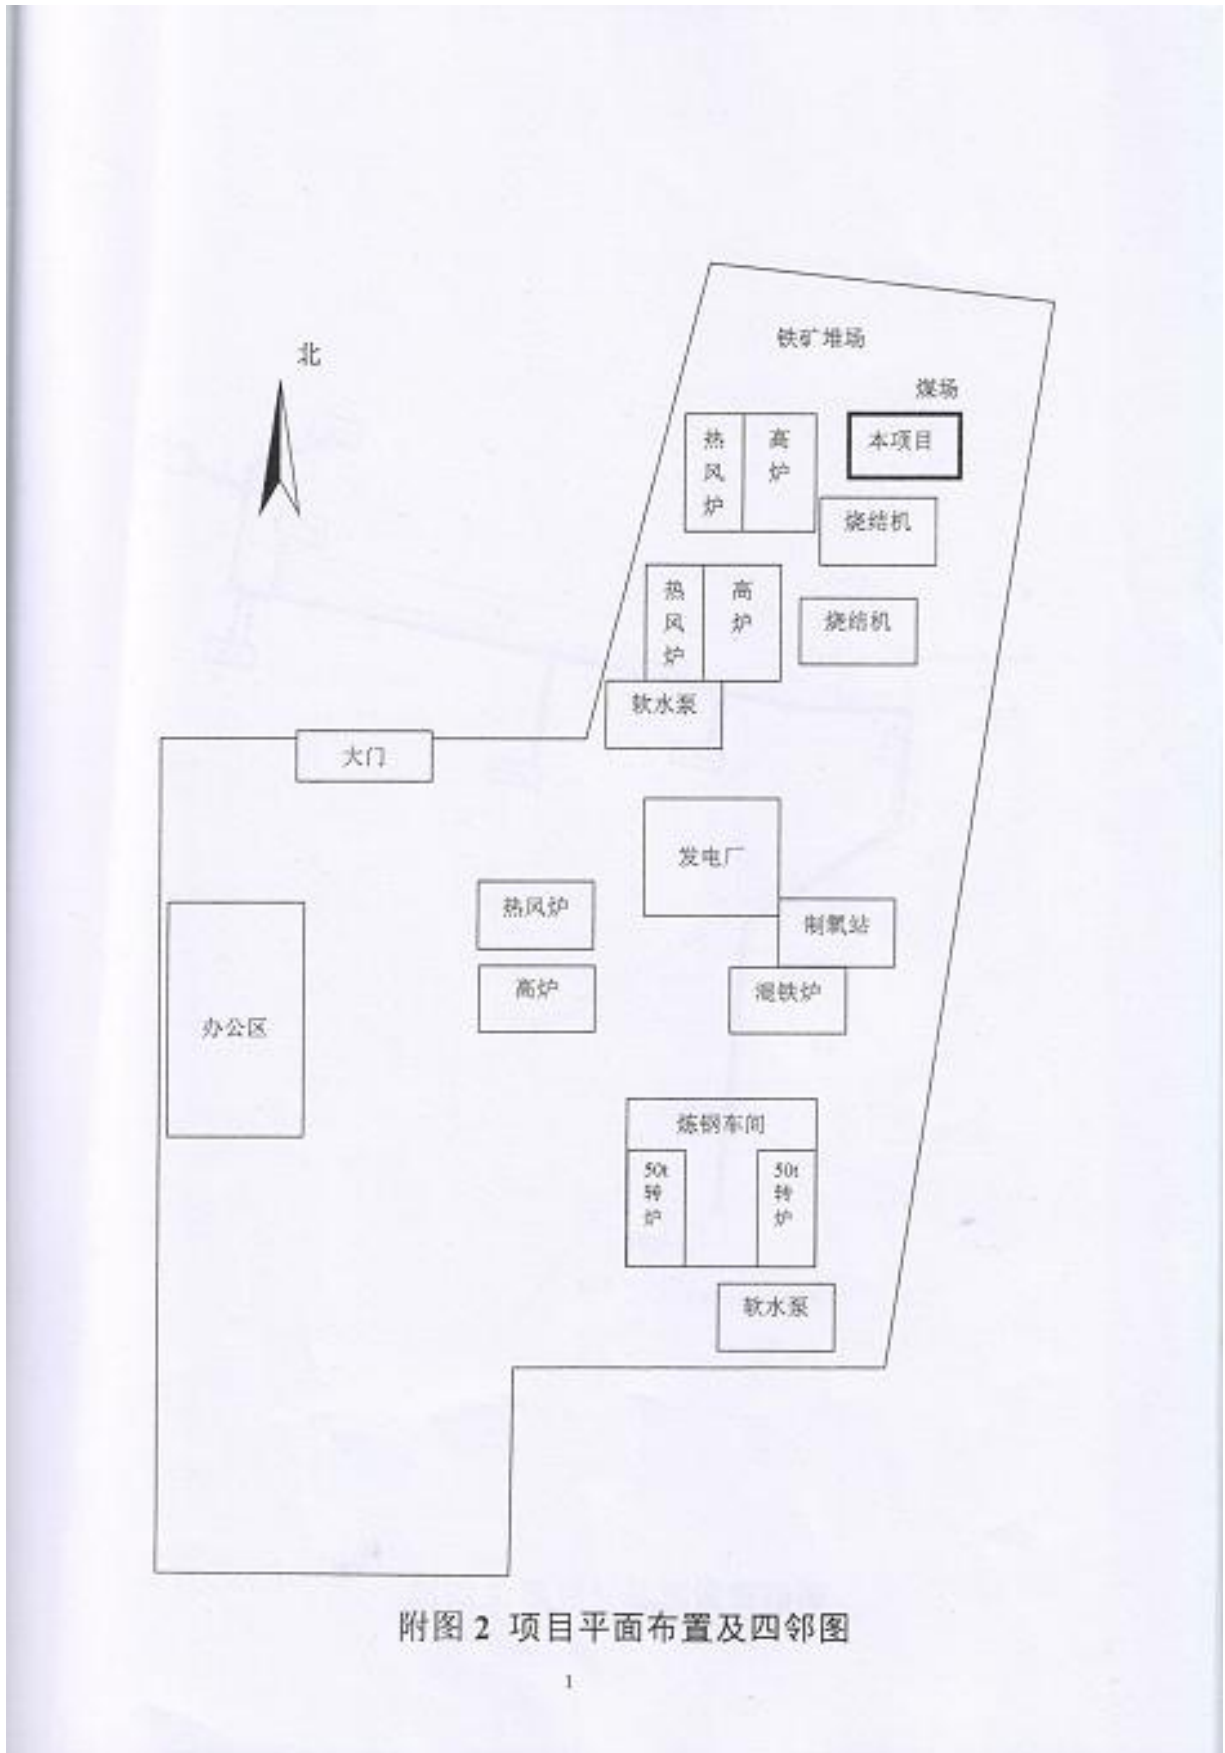 北
铁矿堆场
煤场
热风炉
高炉
本项目
烧结机
热风炉
高炉
烧结机
软水泵
大门
发电厂
热风炉
制氧站
高炉
混铁炉
办公区
炼钢车间
50t
转炉
50t
转炉
软水泵
附图 2 项目平面布置及四邻图
1